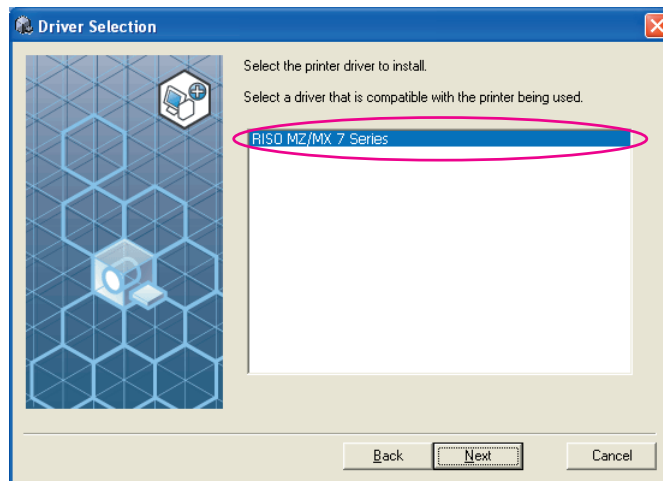 Driver Selection
Select the printer driver to install.
Select a driver that is compatible with the printer being used.
RISO MZ/MX 7 Series
Back
Next
Cancel